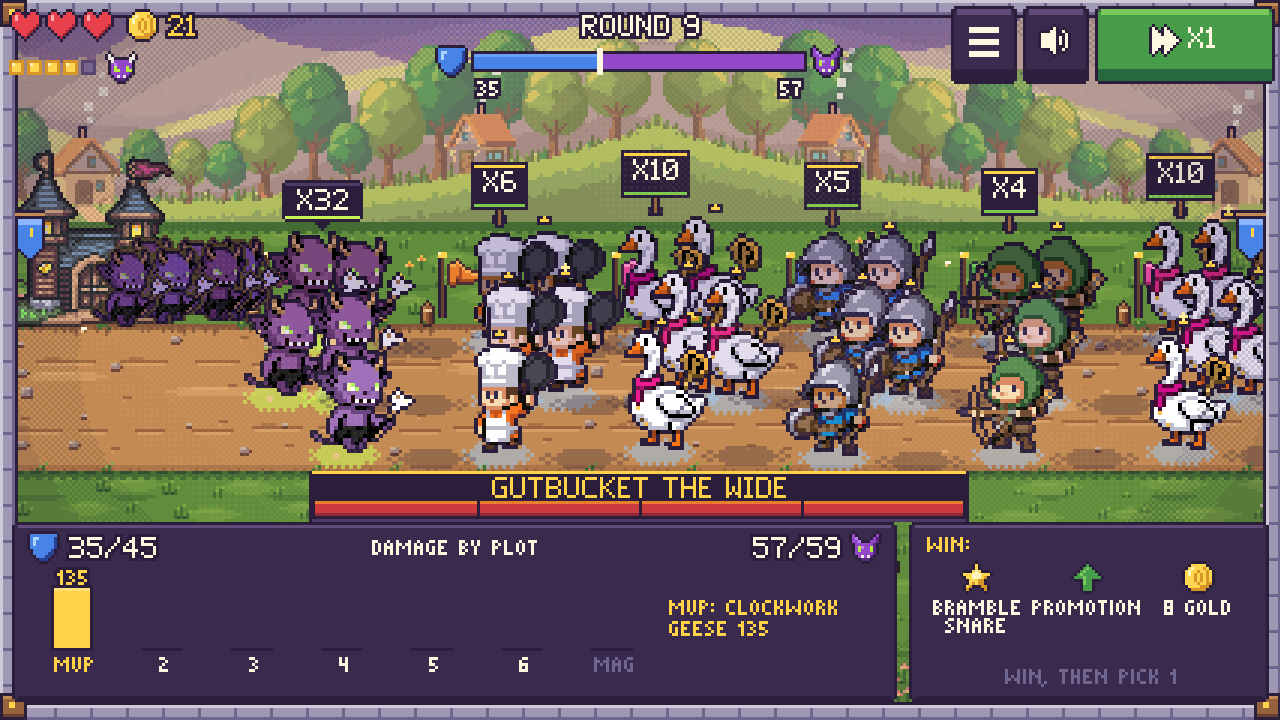 21
ROUND 9
X1
35
57
X32
X6
X10
X5
X4
X10
GUTBUCKET THE WIDE
35/45
DAMAGE BY PLOT
57/59
135
MVP: CLOCKWORK
GEESE 135
MVP
2
3
4
5
6
MAG
WIN:
BRAMBLE SNARE
PROMOTION
8 GOLD
WIN, THEN PICK 1